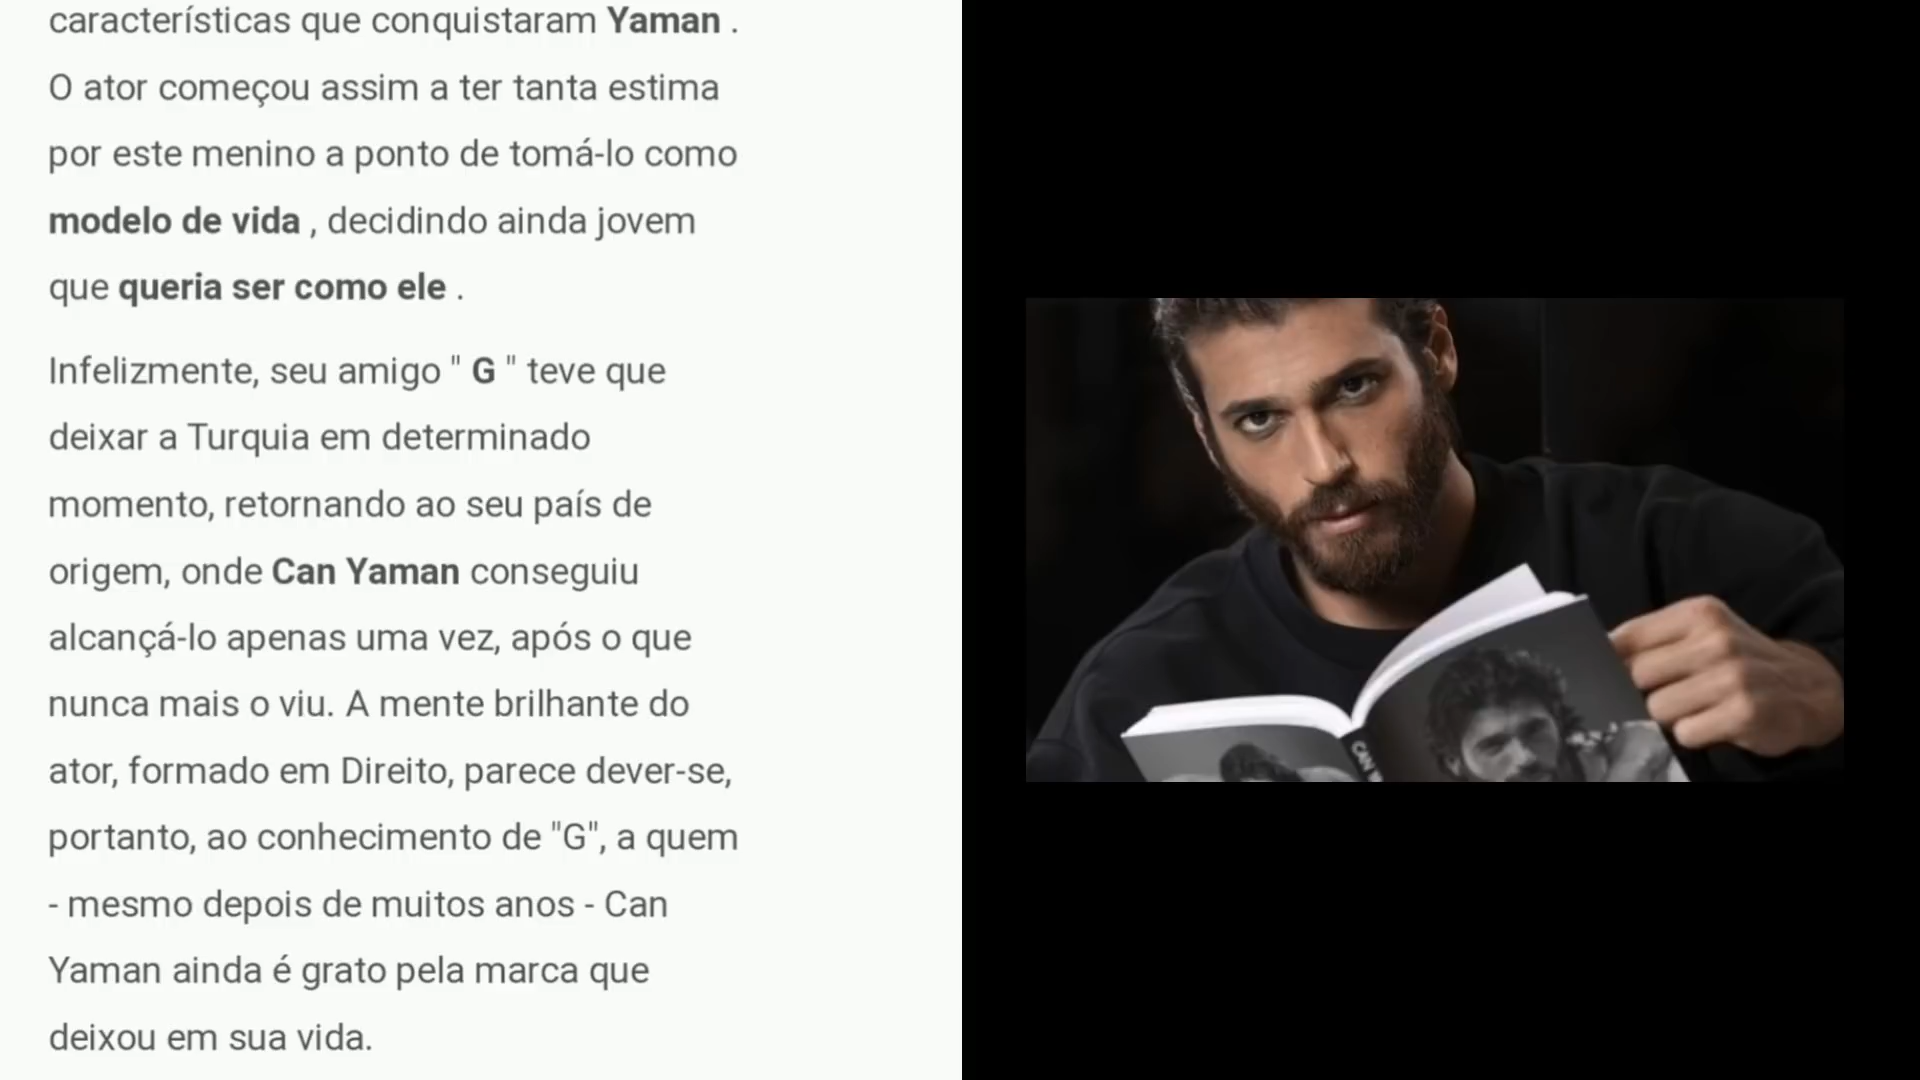 características que conquistaram Yaman .
O ator começou assim a ter tanta estima
por este menino a ponto de tomá-lo como
modelo de vida , decidindo ainda jovem
que queria ser como ele .
Infelizmente, seu amigo " G " teve que
deixar a Turquia em determinado
momento, retornando ao seu país de
origem, onde Can Yaman conseguiu
alcançá-lo apenas uma vez, após o que
nunca mais o viu. A mente brilhante do
ator, formado em Direito, parece dever-se,
portanto, ao conhecimento de "G", a quem
- mesmo depois de muitos anos - Can
Yaman ainda é grato pela marca que
deixou em sua vida.
CAN